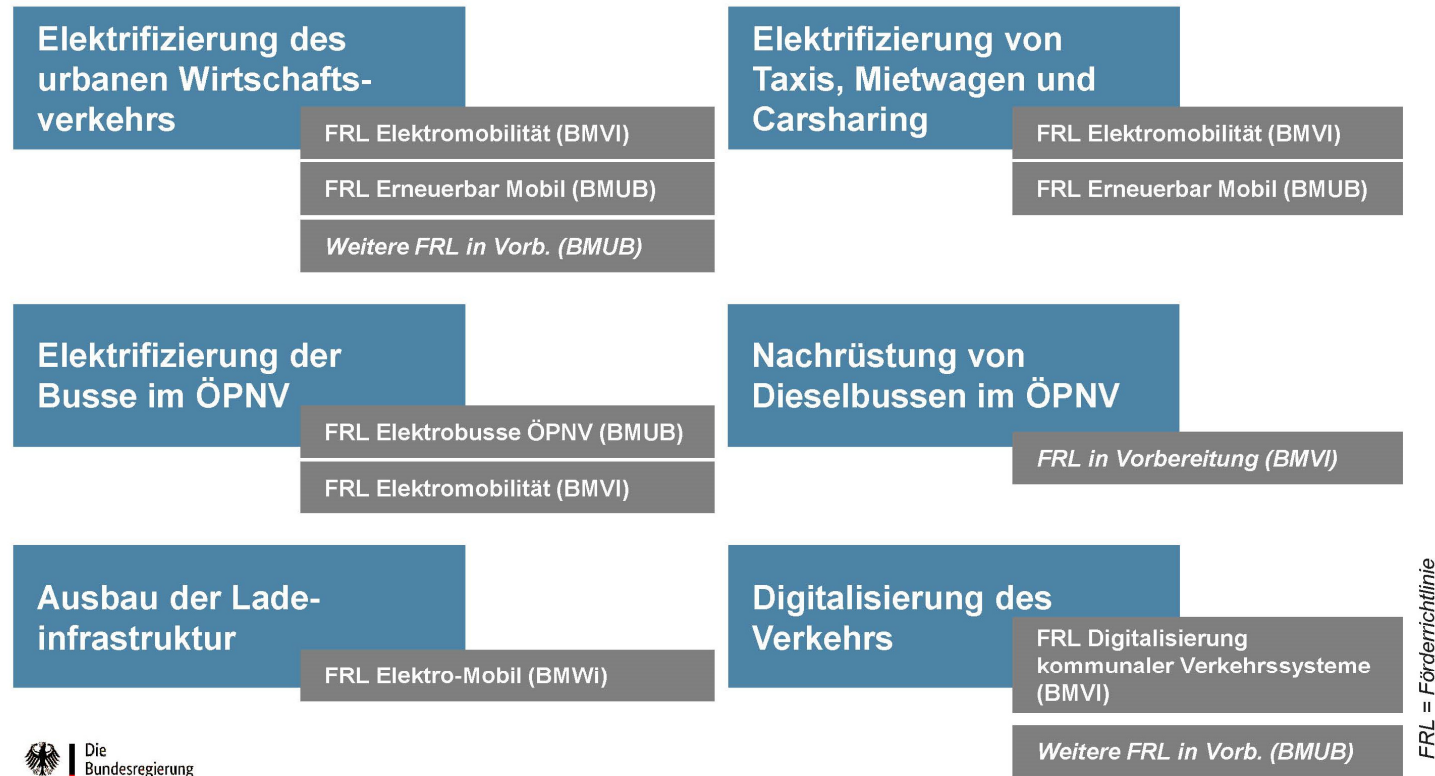 Elektrifizierung des
urbanen Wirtschafts-
verkehrs
FRL Elektromobilität (BMVI)
FRL Erneuerbar Mobil (BMUB)
Weitere FRL in Vorb. (BMUB)
Elektrifizierung von
Taxis, Mietwagen und
Carsharing
FRL Elektromobilität (BMVI)
FRL Erneuerbar Mobil (BMUB)
Elektrifizierung der
Busse im ÖPNV
FRL Elektrobusse ÖPNV (BMUB)
FRL Elektromobilität (BMVI)
Nachrüstung von
Dieselbussen im ÖPNV
FRL in Vorbereitung (BMVI)
Ausbau der Lade-
infrastruktur
FRL Elektro-Mobil (BMWi)
Digitalisierung des
Verkehrs
FRL Digitalisierung
kommunaler Verkehrssysteme
(BMVI)
Weitere FRL in Vorb. (BMUB)
FRL = Förderrichtlinie
Die
Bundesregierung